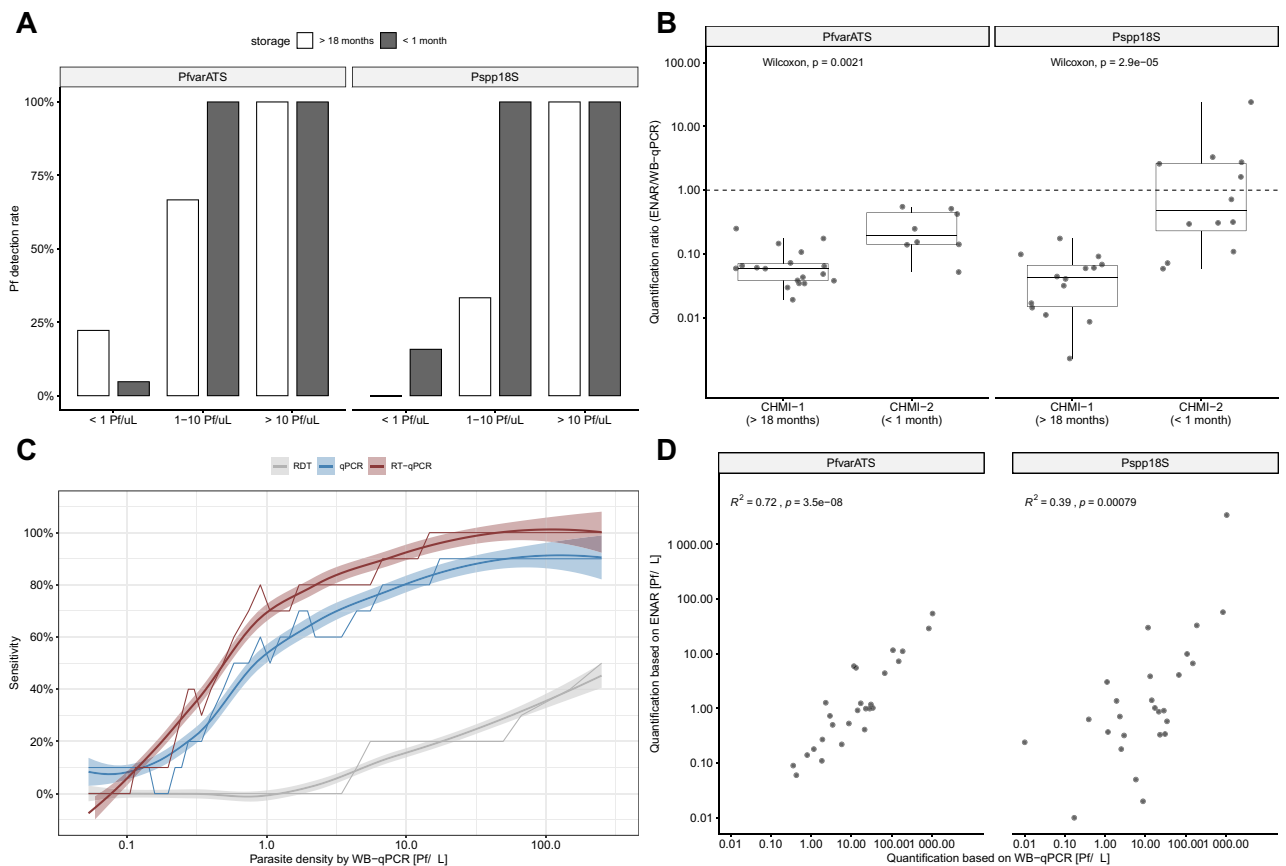 A
storage > 18 months < 1 month
PfvarATS Pspp18S
Pf detection rate
100%
75%
50%
25%
0%
< 1 Pf/uL 1−10 Pf/uL > 10 Pf/uL < 1 Pf/uL 1−10 Pf/uL > 10 Pf/uL
B
PfvarATS Pspp18S
Wilcoxon, p = 0.0021 Wilcoxon, p = 2.9e−05
Quantification ratio (ENAR/WB−qPCR)
100.00
10.00
1.00
0.10
0.01
CHMI−1 CHMI−2 CHMI−1 CHMI−2
(> 18 months) (< 1 month) (> 18 months) (< 1 month)
C
RDT qPCR RT−qPCR
Sensitivity
100%
80%
60%
40%
20%
0%
0.1 1.0 10.0 100.0
Parasite density by WB−qPCR [Pf/ L]
D
PfvarATS Pspp18S
R² = 0.72 , p = 3.5e−08 R² = 0.39 , p = 0.00079
Quantification based on ENAR [Pf/ L]
1 000.00
100.00
10.00
1.00
0.10
0.01
0.01 0.10 1.00 10.00 100.00 1 000.00 0.01 0.10 1.00 10.00 100.00 1 000.00
Quantification based on WB−qPCR [Pf/ L]